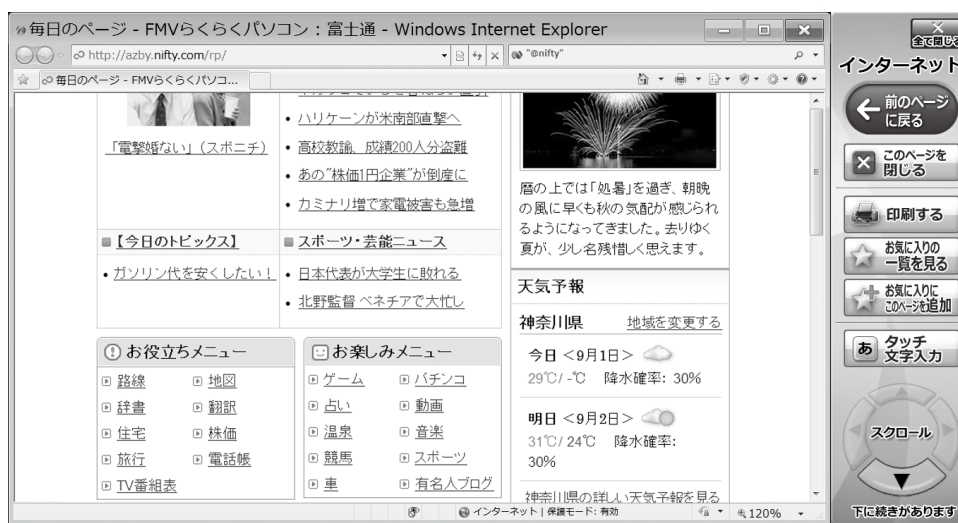 毎日のページ - FMVらくらくパソコン：富士通 - Windows Internet Explorer
http://azby.nifty.com/rp/
"@nifty"
毎日のページ - FMVらくらくパソコ...
「電撃婚ない」（スポニチ）
ハリケーンが米南部直撃へ
高校教諭、成績200人分盗難
あの"株価1円企業"が倒産に
カミナリ増で家電被害も急増
【今日のトピックス】
スポーツ・芸能ニュース
ガソリン代を安くしたい！
日本代表が大学生に敗れる
北野監督 ベネチアで大忙し
お役立ちメニュー
路線
地図
辞書
翻訳
住宅
株価
旅行
電話帳
TV番組表
お楽しみメニュー
ゲーム
パチンコ
占い
動画
温泉
音楽
競馬
スポーツ
車
有名人ブログ
暦の上では「処暑」を過ぎ、朝晩
の風に早くも秋の気配が感じられ
るようになってきました。去りゆく
夏が、少し名残惜しく思えます。
天気予報
神奈川県
地域を変更する
今日 ＜9月1日＞
29℃/ -℃ 降水確率: 30%
明日 ＜9月2日＞
31℃/ 24℃ 降水確率:
30%
神奈川県の詳しい天気予報を見る
インターネット | 保護モード: 有効
120%
全て閉じる
インターネット
前のページ
に戻る
このページを
閉じる
印刷する
お気に入りの
一覧を見る
お気に入りに
このページを追加
あ
タッチ
文字入力
スクロール
下に続きがあります